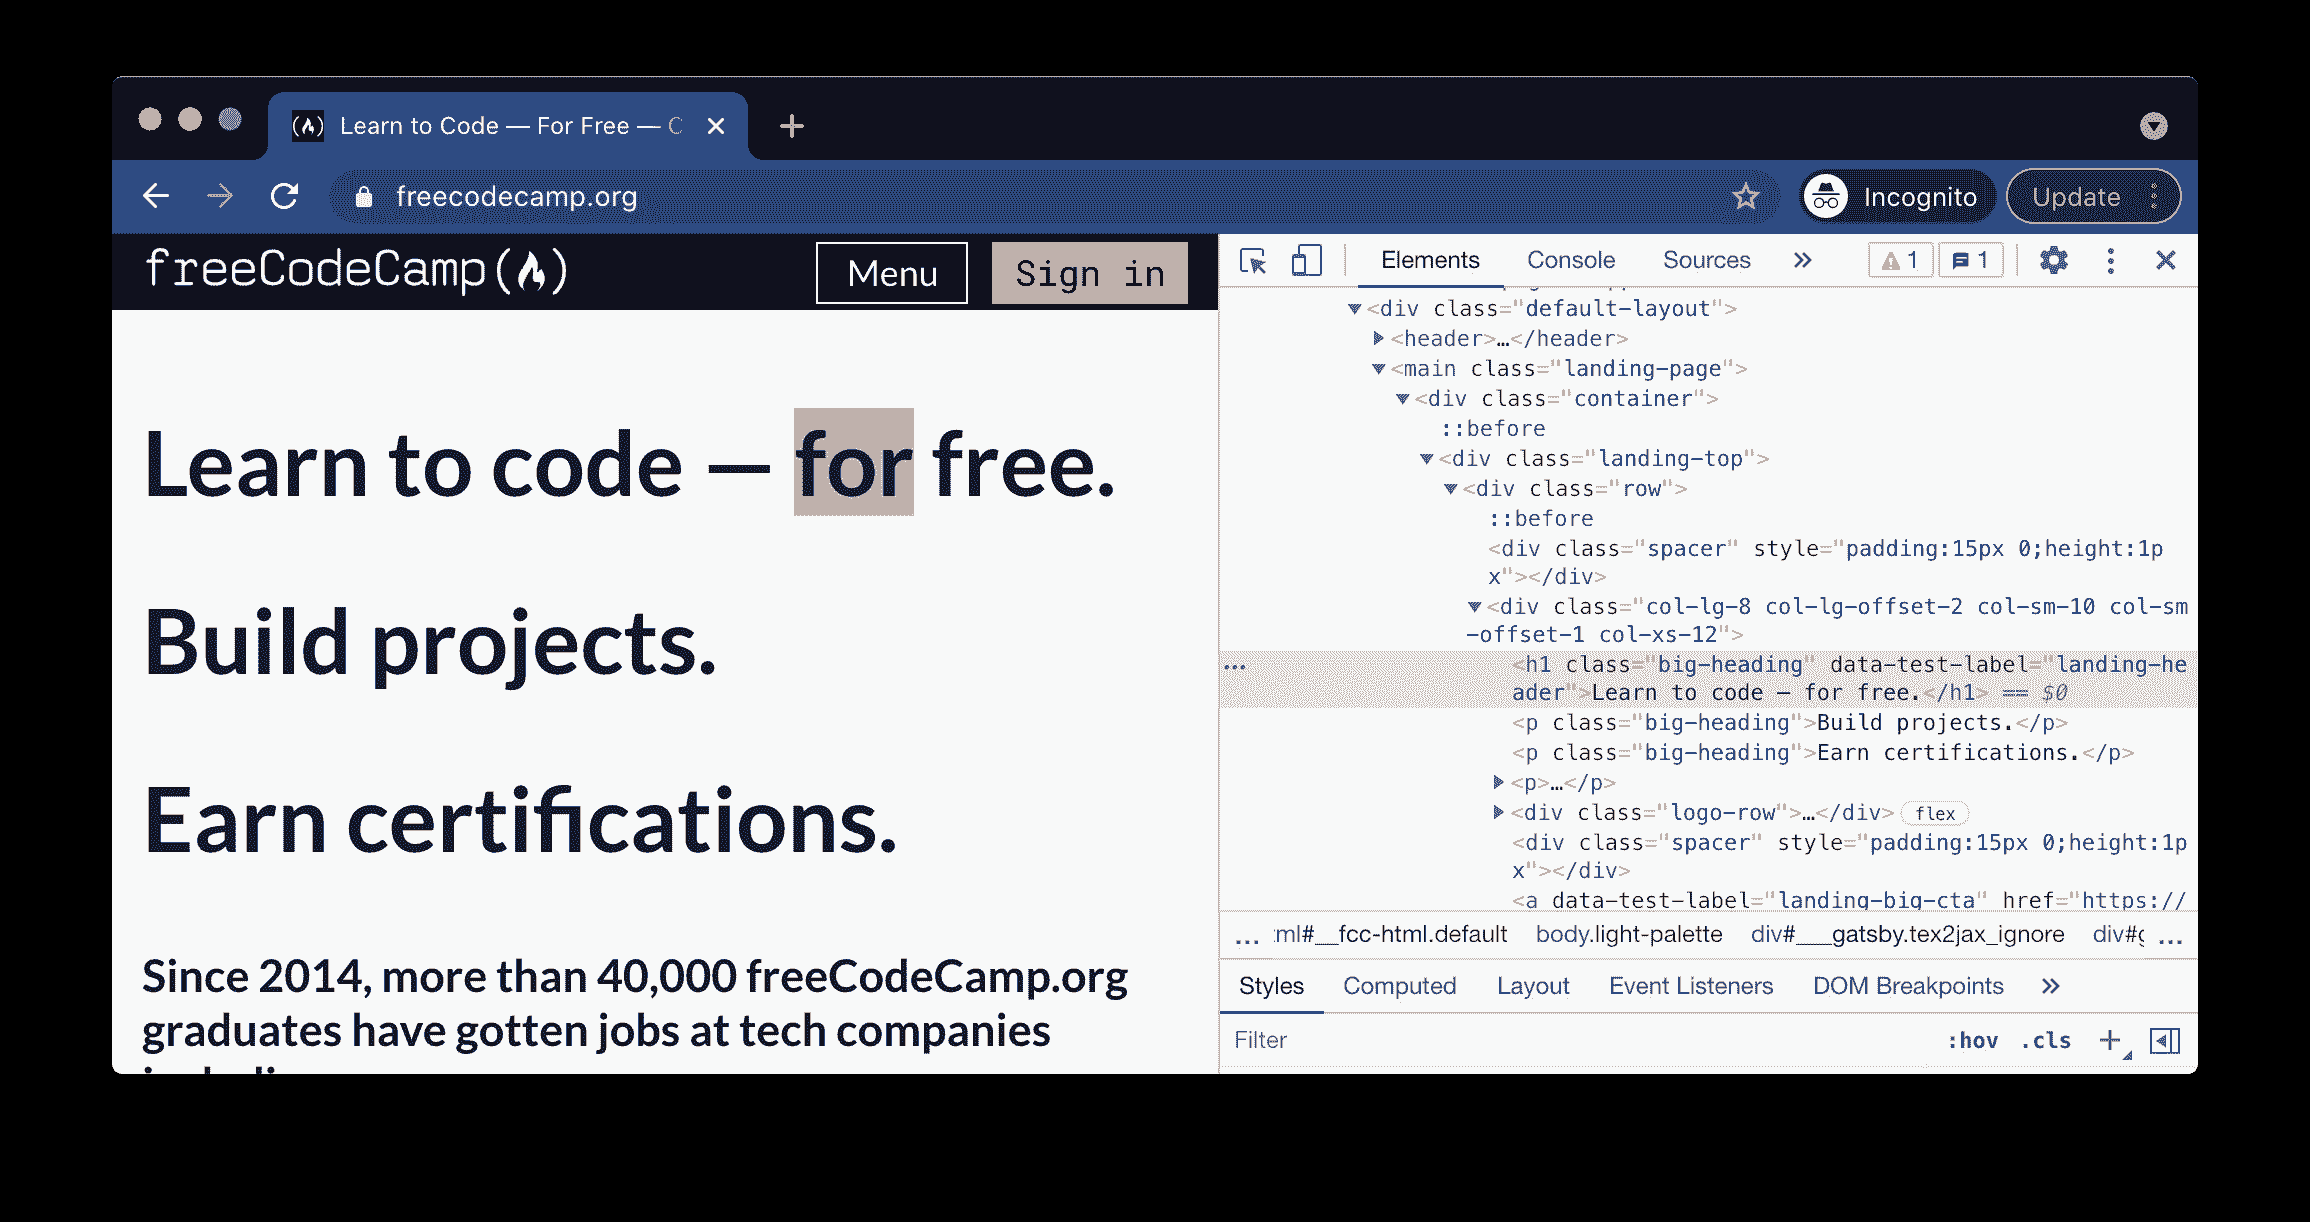 Learn to Code — For Free — C
freecodecamp.org
Incognito
Update
freeCodeCamp
Menu
Sign in
Learn to code — for free.
Build projects.
Earn certifications.
Since 2014, more than 40,000 freeCodeCamp.org
graduates have gotten jobs at tech companies
Elements Console Sources » 1 1
<div class="default-layout">
<header>…</header>
<main class="landing-page">
<div class="container">
::before
<div class="landing-top">
<div class="row">
::before
<div class="spacer" style="padding:15px 0;height:1p
x"></div>
<div class="col-lg-8 col-lg-offset-2 col-sm-10 col-sm
-offset-1 col-xs-12">
<h1 class="big-heading" data-test-label="landing-he
ader">Learn to code — for free.</h1> == $0
<p class="big-heading">Build projects.</p>
<p class="big-heading">Earn certifications.</p>
<p>…</p>
<div class="logo-row">…</div> flex
<div class="spacer" style="padding:15px 0;height:1p
x"></div>
<a data-test-label="landing-big-cta" href="https://
… ml#__fcc-html.default body.light-palette div#___gatsby.tex2jax_ignore div# …
Styles Computed Layout Event Listeners DOM Breakpoints »
Filter :hov .cls